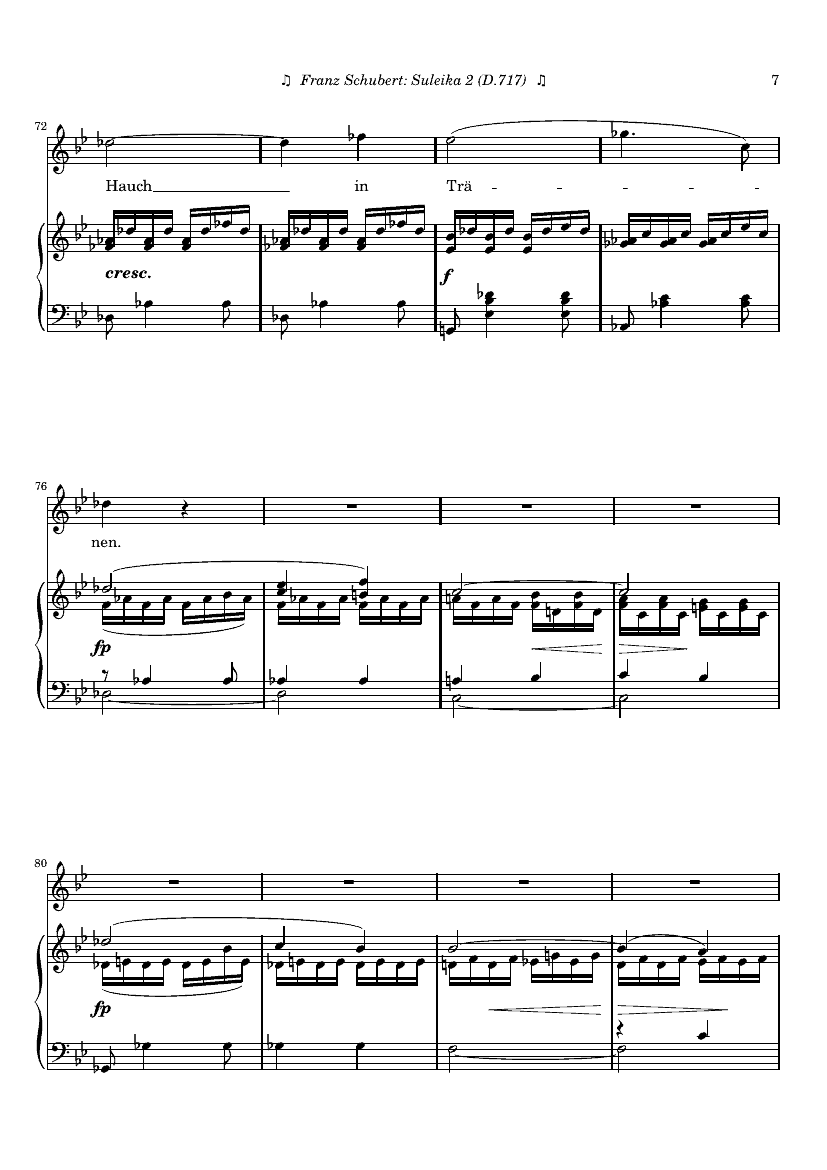 ♫ Franz Schubert: Suleika 2 (D.717) ♫ 7
72
Hauch in Trä - - - - -
cresc. f
76
nen.
fp
80
fp